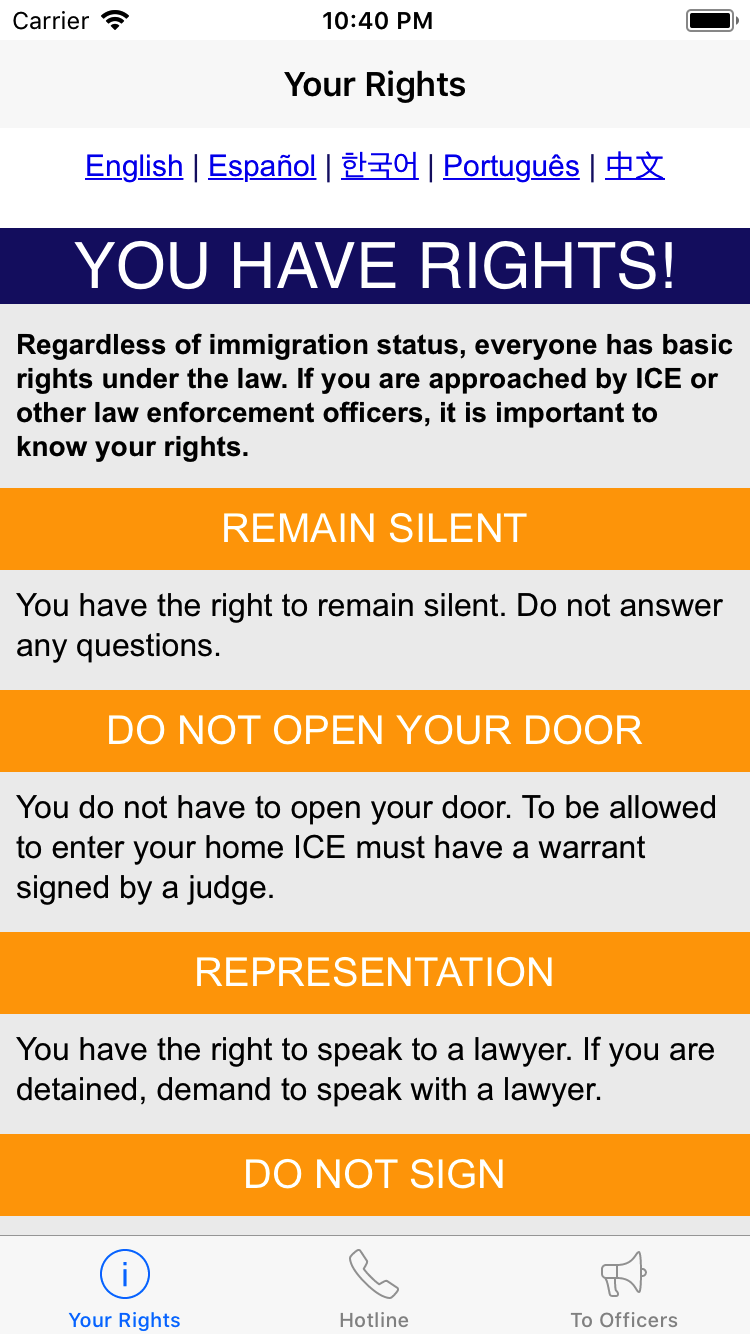 Carrier 10:40 PM
Your Rights
English | Español | 한국어 | Português | 中文
YOU HAVE RIGHTS!
Regardless of immigration status, everyone has basic
rights under the law. If you are approached by ICE or
other law enforcement officers, it is important to
know your rights.
REMAIN SILENT
You have the right to remain silent. Do not answer
any questions.
DO NOT OPEN YOUR DOOR
You do not have to open your door. To be allowed
to enter your home ICE must have a warrant
signed by a judge.
REPRESENTATION
You have the right to speak to a lawyer. If you are
detained, demand to speak with a lawyer.
DO NOT SIGN
Your Rights Hotline To Officers